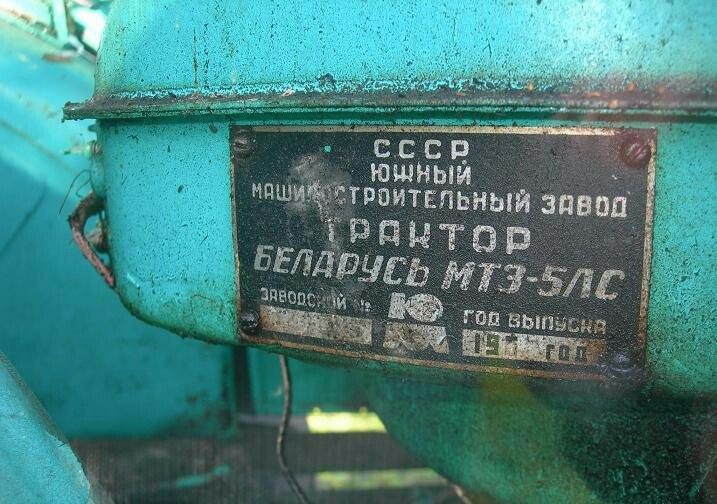 СССР
ЮЖНЫЙ
МАШИНОСТРОИТЕЛЬНЫЙ ЗАВОД
ТРАКТОР
БЕЛАРУСЬ МТЗ-5ЛС
ЗАВОДСКИЙ № Ю ГОД ВЫПУСКА
ГОД